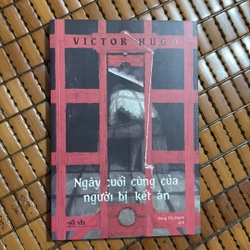 VICTOR HUGO
Ngày cuối cùng của
người bị kết án